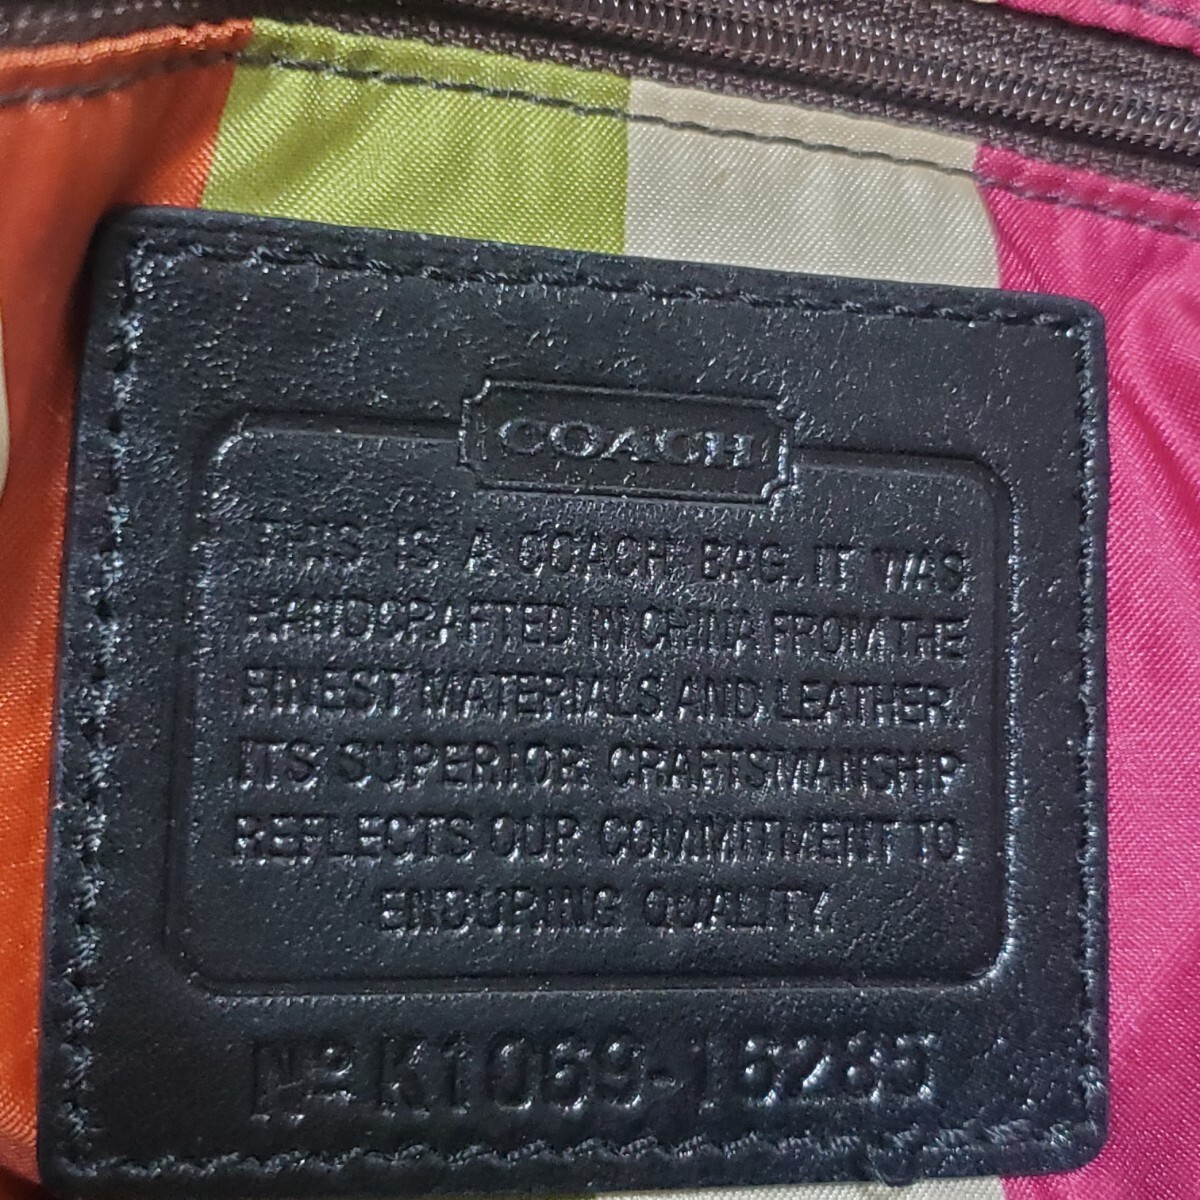 COACH
THIS IS A COACH BAG. IT WAS
HANDCRAFTED IN CHINA FROM THE
FINEST MATERIALS AND LEATHER.
ITS SUPERIOR CRAFTSMANSHIP
REFLECTS OUR COMMITMENT TO
ENDURING QUALITY.
Nº K1069-16285